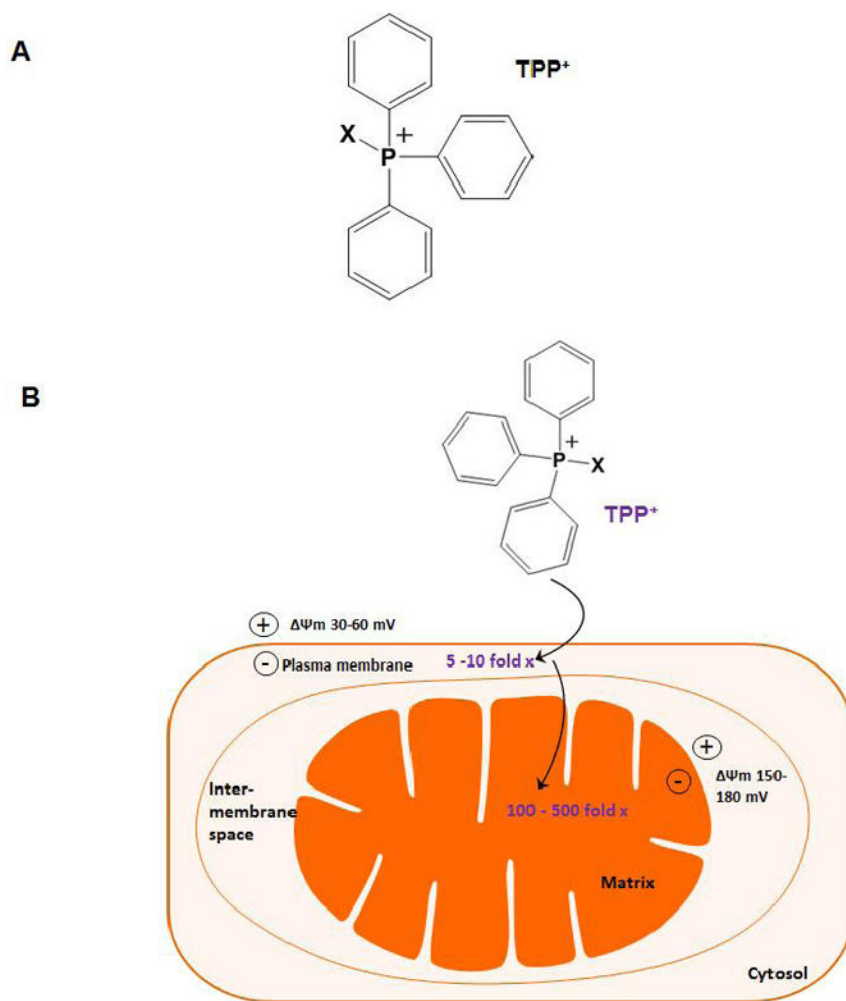 A
TPP⁺
X
P
+
B
+
P
X
TPP⁺
+ ΔΨm 30-60 mV
- Plasma membrane
5 -10 fold x
+
-
ΔΨm 150-
180 mV
Inter-
membrane
space
100 - 500 fold x
Matrix
Cytosol